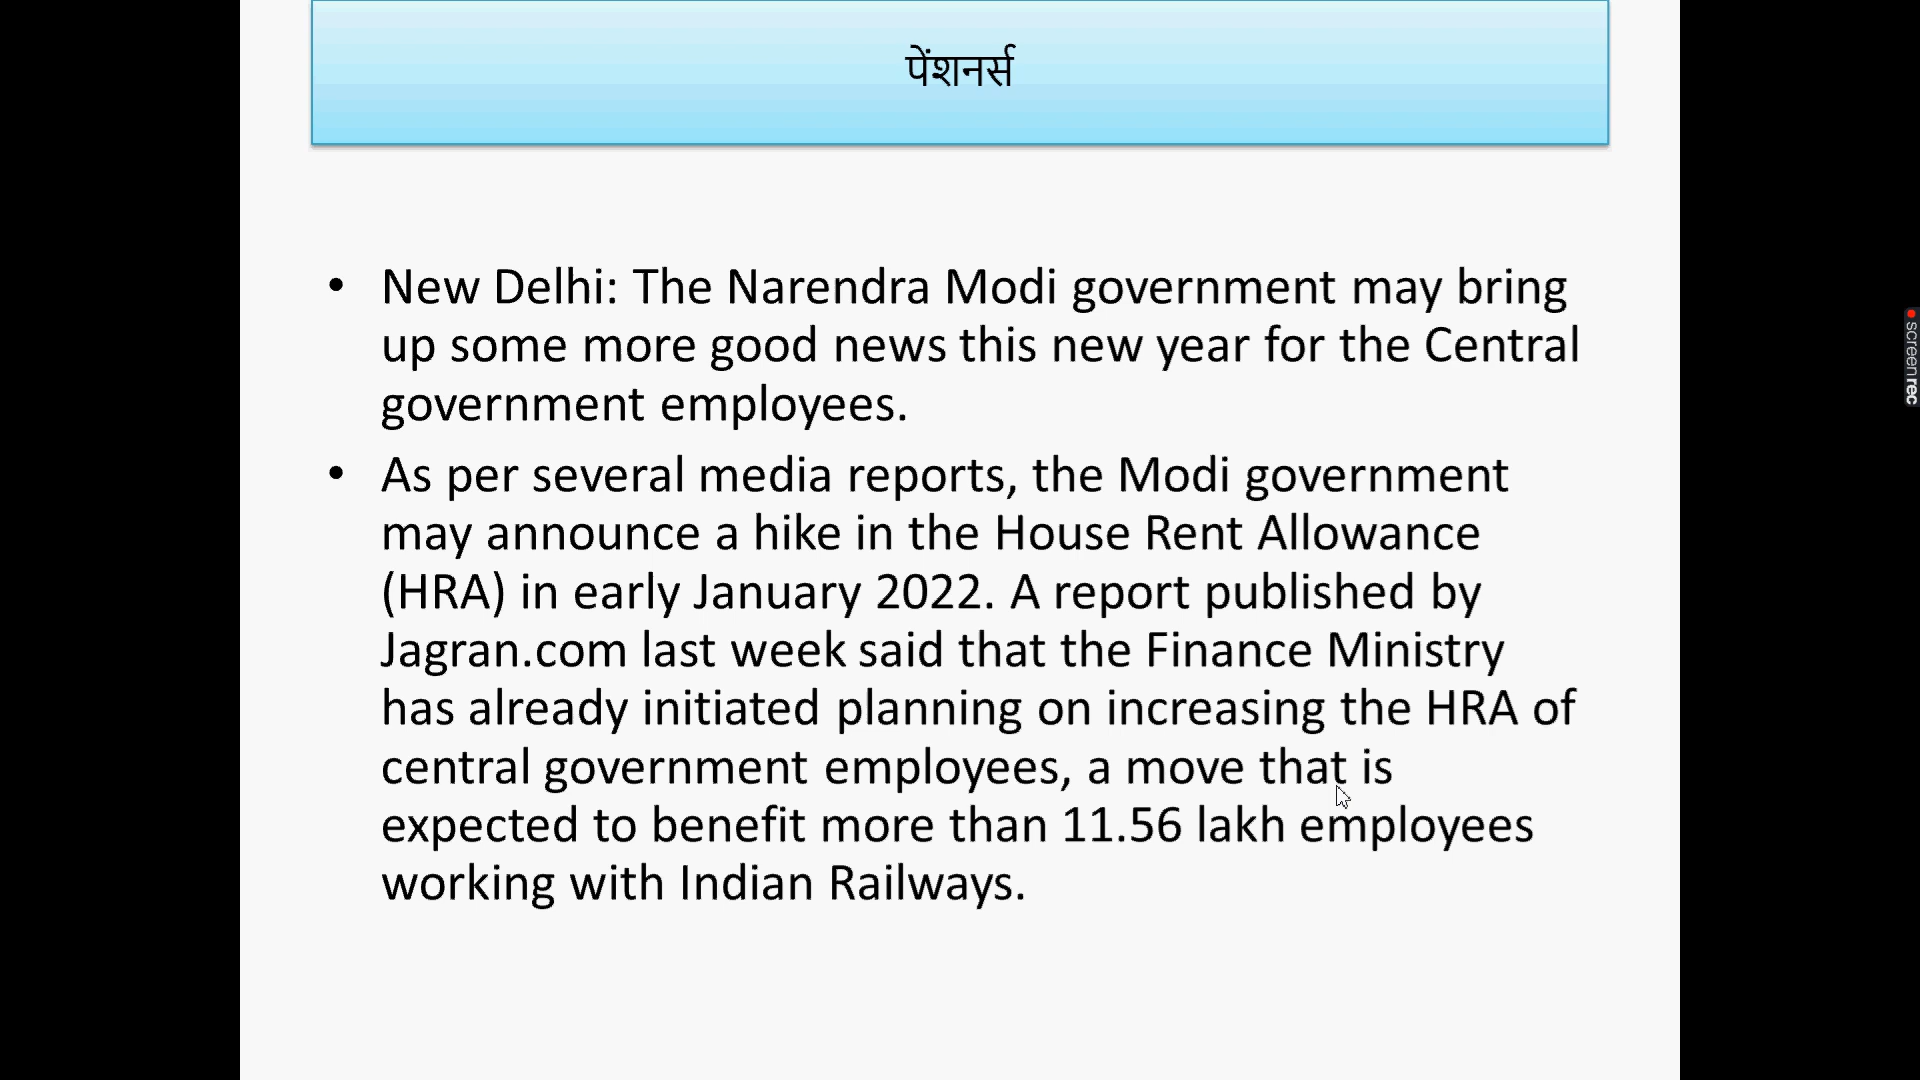 पेंशनर्स
• New Delhi: The Narendra Modi government may bring
up some more good news this new year for the Central
government employees.
• As per several media reports, the Modi government
may announce a hike in the House Rent Allowance
(HRA) in early January 2022. A report published by
Jagran.com last week said that the Finance Ministry
has already initiated planning on increasing the HRA of
central government employees, a move that is
expected to benefit more than 11.56 lakh employees
working with Indian Railways.
screenrec